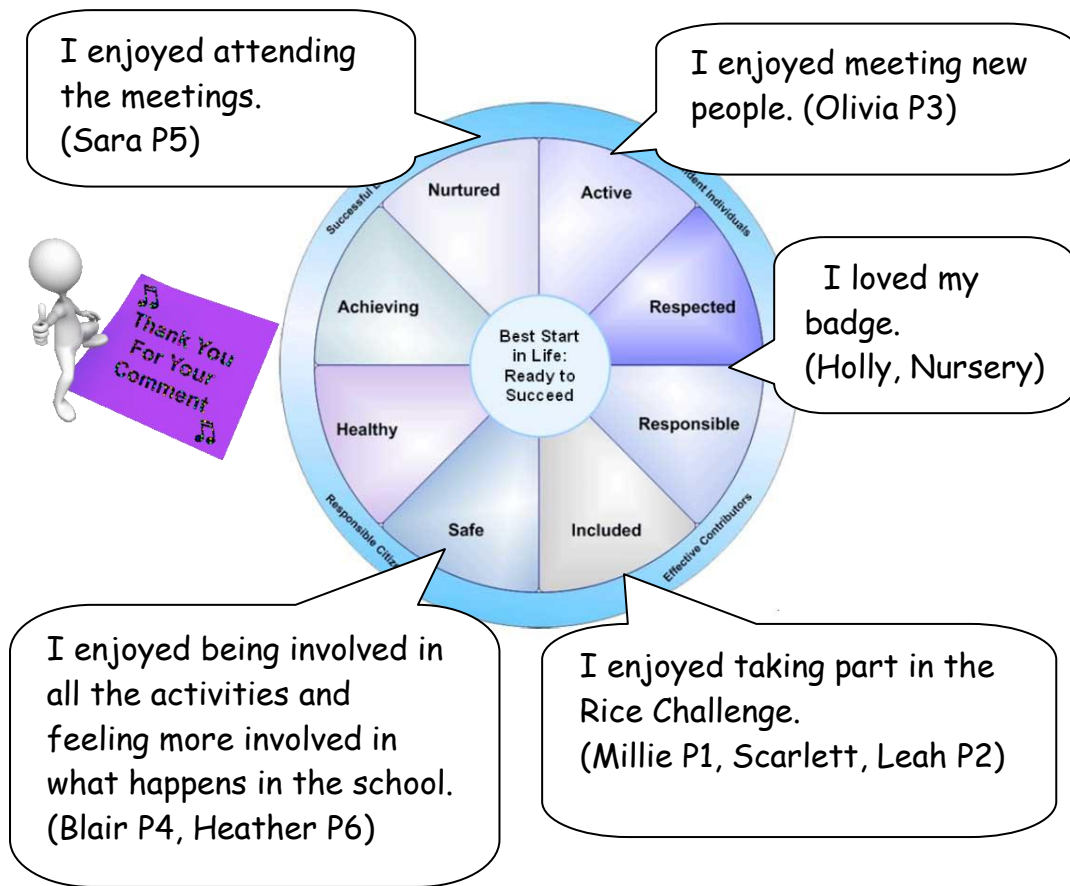 I enjoyed attending
the meetings.
(Sara P5)
I enjoyed meeting new
people. (Olivia P3)
Successful
Individuals
Nurtured
Active
Achieving
Respected
Thank You
For Your
Comment
Best Start
in Life:
Ready to
Succeed
I loved my
badge.
(Holly, Nursery)
Healthy
Responsible
Safe
Included
Responsible
Effective Contributors
I enjoyed being involved in
all the activities and
feeling more involved in
what happens in the school.
(Blair P4, Heather P6)
I enjoyed taking part in the
Rice Challenge.
(Millie P1, Scarlett, Leah P2)